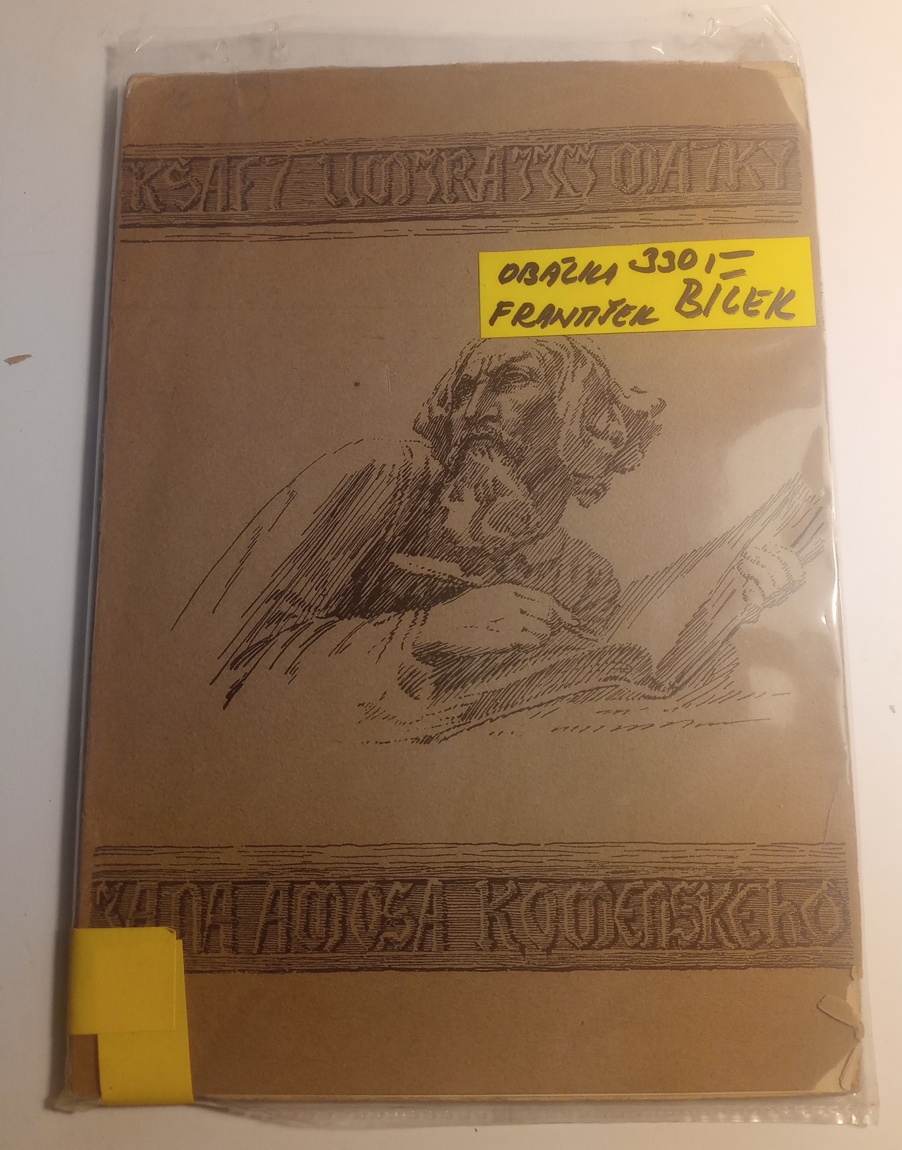 KŠAFT UMÍRAJÍCÍ MATKY
OBÁLKA 330,-
FRANTIŠEK BÍLEK
JANA AMOSA KOMENSKÉHO